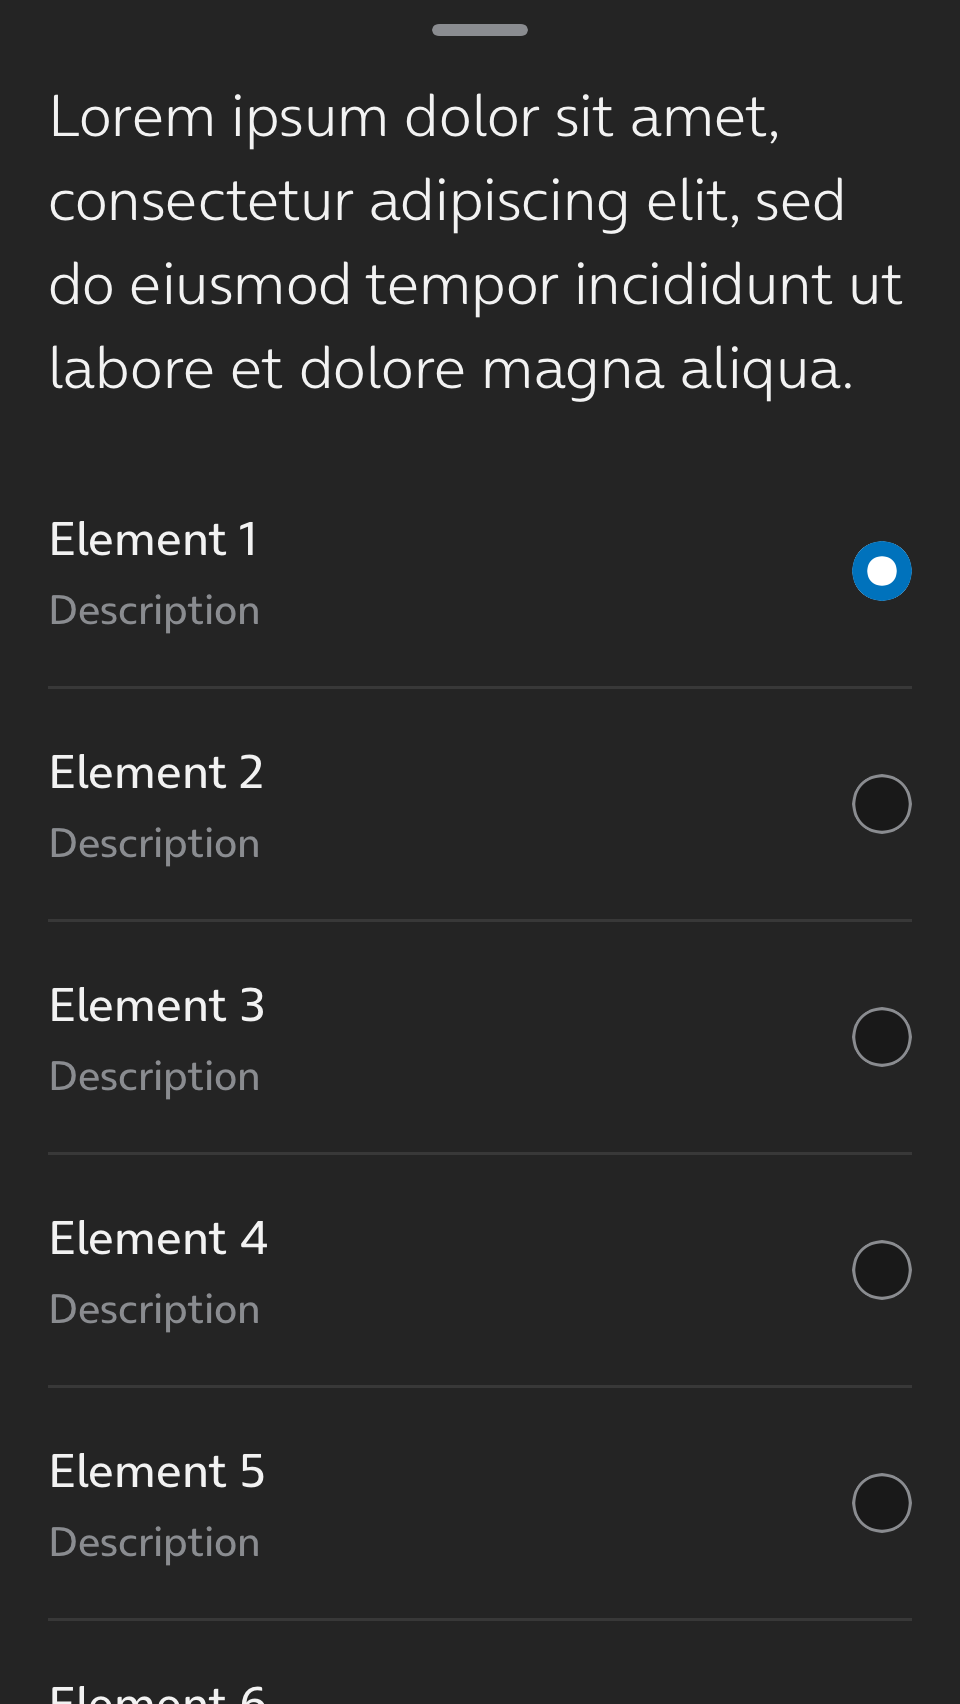 Lorem ipsum dolor sit amet,
consectetur adipiscing elit, sed
do eiusmod tempor incididunt ut
labore et dolore magna aliqua.
Element 1
Description
Element 2
Description
Element 3
Description
Element 4
Description
Element 5
Description
Element 6